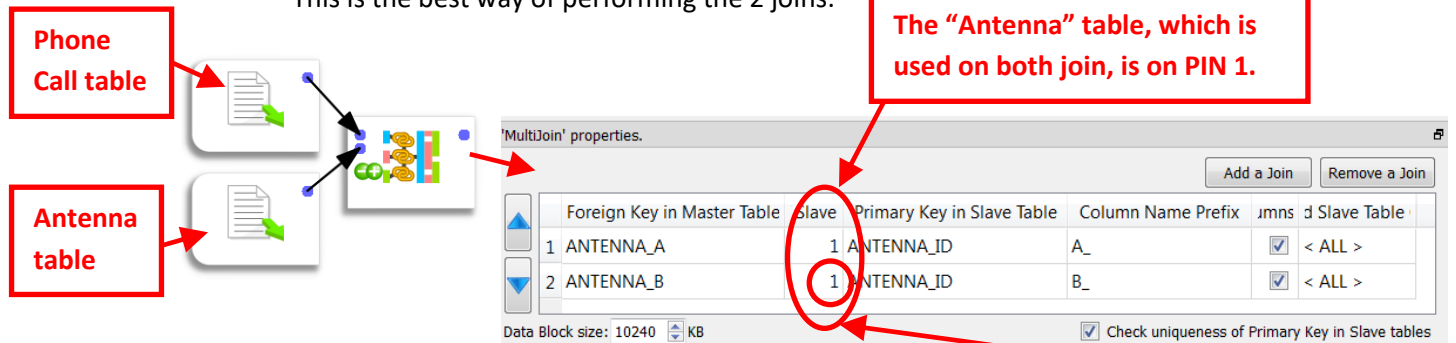 This is the best way of performing the 2 joins:
Phone
Call table
The “Antenna” table, which is
used on both join, is on PIN 1.
Antenna
table
'MultiJoin' properties.
Add a Join
Remove a Join
Foreign Key in Master Table Slave Primary Key in Slave Table Column Name Prefix umns d Slave Table
1 ANTENNA_A 1 ANTENNA_ID A_ < ALL >
2 ANTENNA_B 1 ANTENNA_ID B_ < ALL >
Data Block size: 10240 KB
Check uniqueness of Primary Key in Slave tables